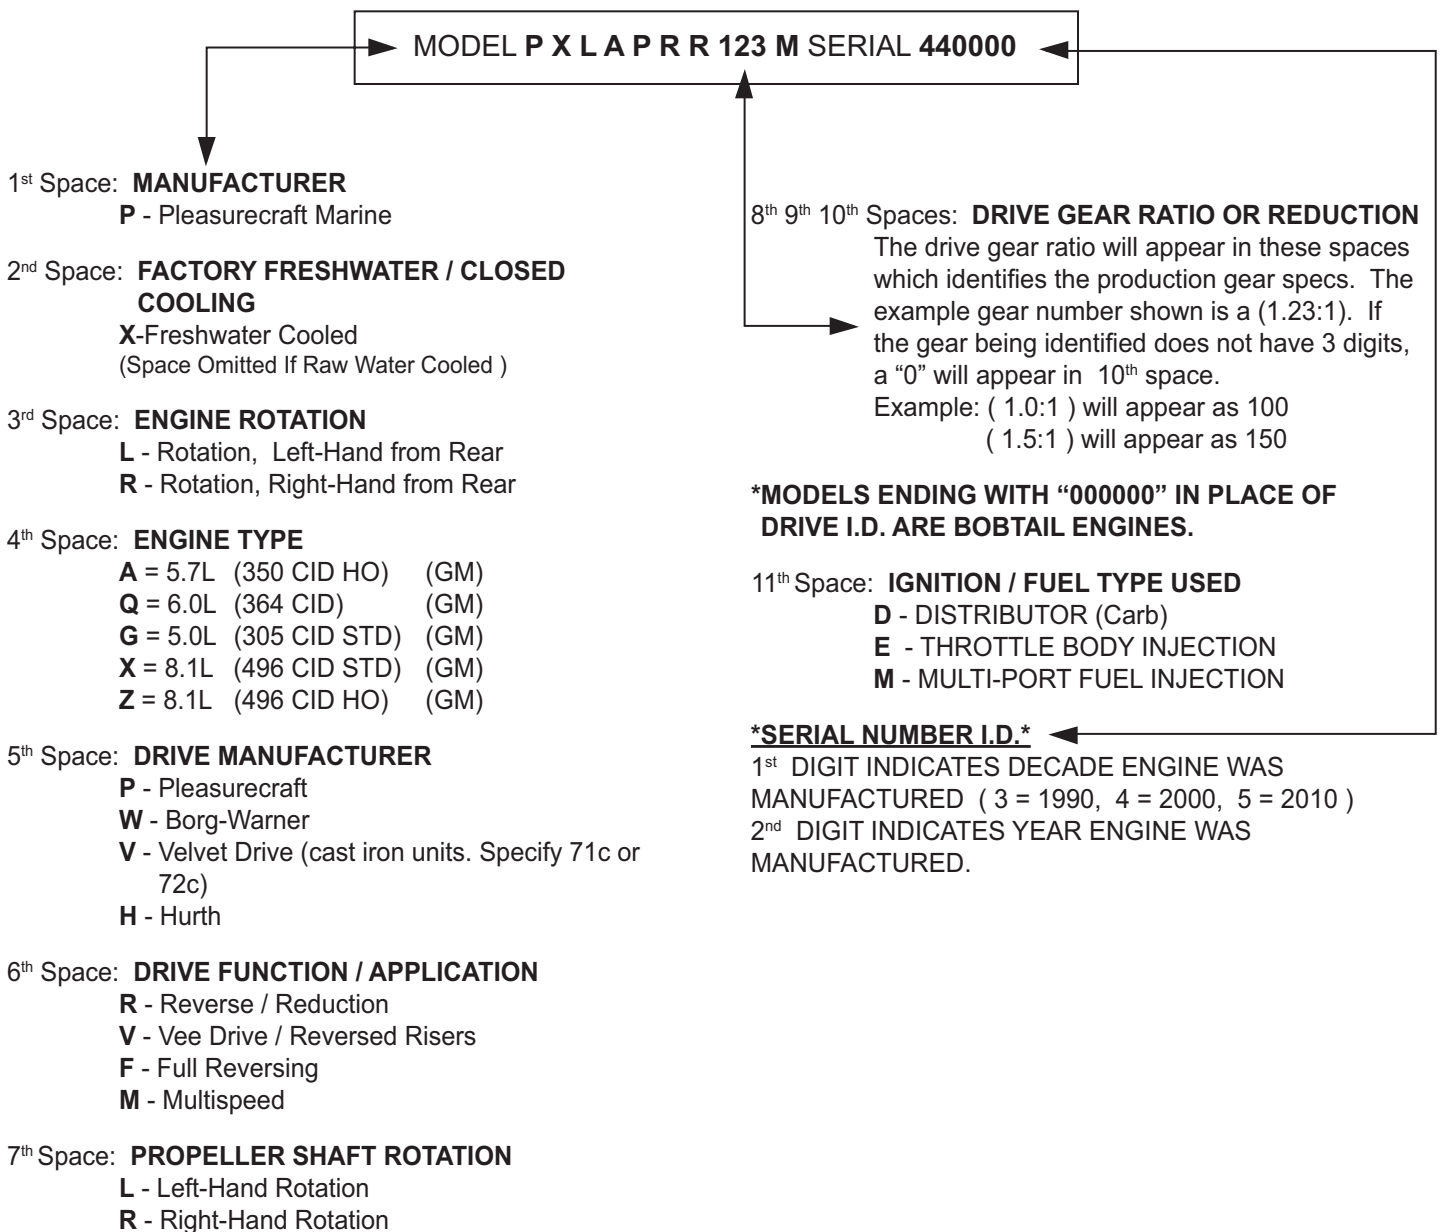 MODEL P X L A P R R 123 M SERIAL 440000
1st Space: MANUFACTURER
P - Pleasurecraft Marine
2nd Space: FACTORY FRESHWATER / CLOSED
COOLING
X-Freshwater Cooled
(Space Omitted If Raw Water Cooled )
3rd Space: ENGINE ROTATION
L - Rotation, Left-Hand from Rear
R - Rotation, Right-Hand from Rear
4th Space: ENGINE TYPE
A = 5.7L (350 CID HO) (GM)
Q = 6.0L (364 CID) (GM)
G = 5.0L (305 CID STD) (GM)
X = 8.1L (496 CID STD) (GM)
Z = 8.1L (496 CID HO) (GM)
5th Space: DRIVE MANUFACTURER
P - Pleasurecraft
W - Borg-Warner
V - Velvet Drive (cast iron units. Specify 71c or
72c)
H - Hurth
6th Space: DRIVE FUNCTION / APPLICATION
R - Reverse / Reduction
V - Vee Drive / Reversed Risers
F - Full Reversing
M - Multispeed
7th Space: PROPELLER SHAFT ROTATION
L - Left-Hand Rotation
R - Right-Hand Rotation
8th 9th 10th Spaces: DRIVE GEAR RATIO OR REDUCTION
The drive gear ratio will appear in these spaces
which identifies the production gear specs. The
example gear number shown is a (1.23:1). If
the gear being identified does not have 3 digits,
a “0” will appear in 10th space.
Example: ( 1.0:1 ) will appear as 100
( 1.5:1 ) will appear as 150
*MODELS ENDING WITH “000000” IN PLACE OF
DRIVE I.D. ARE BOBTAIL ENGINES.
11th Space: IGNITION / FUEL TYPE USED
D - DISTRIBUTOR (Carb)
E - THROTTLE BODY INJECTION
M - MULTI-PORT FUEL INJECTION
*SERIAL NUMBER I.D.*
1st DIGIT INDICATES DECADE ENGINE WAS
MANUFACTURED ( 3 = 1990, 4 = 2000, 5 = 2010 )
2nd DIGIT INDICATES YEAR ENGINE WAS
MANUFACTURED.